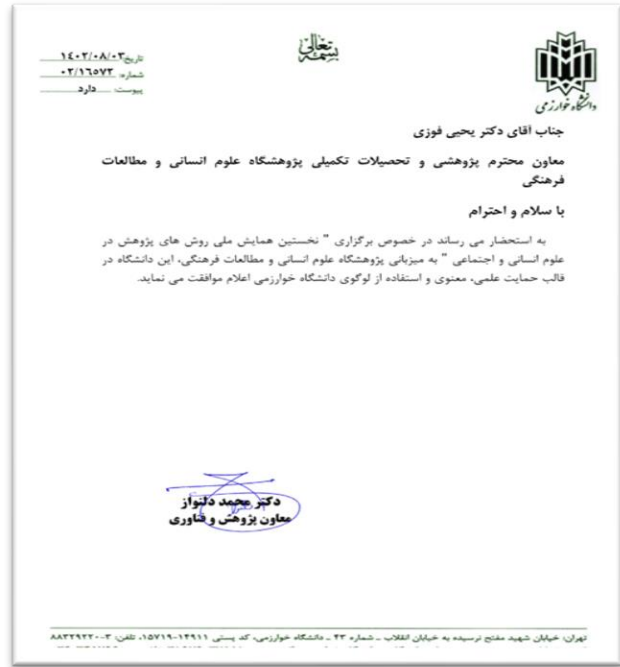 بسمه تعالی
تاریخ: ۱۴۰۲/۰۸/۰۳
شماره: ۰۲/۱۶۵۷۲
پیوست: دارد
دانشگاه خوارزمی
جناب آقای دکتر یحیی فوزی
معاون محترم پژوهشی و تحصیلات تکمیلی پژوهشگاه علوم انسانی و مطالعات
فرهنگی
با سلام و احترام
به استحضار می رساند در خصوص برگزاری " نخستین همایش ملی روش های پژوهش در
علوم انسانی و اجتماعی " به میزبانی پژوهشگاه علوم انسانی و مطالعات فرهنگی، این دانشگاه در
قالب حمایت علمی، معنوی و استفاده از لوگوی دانشگاه خوارزمی اعلام موافقت می نماید.
دکتر محمد دلنواز
معاون پژوهش و فناوری
تهران، خیابان شهید مفتح نرسیده به خیابان انقلاب ـ شماره ۴۳ ـ دانشگاه خوارزمی، کد پستی ۱۴۹۱۱-۱۵۷۱۹، تلفن: ۳-۸۸۳۲۹۲۲۰